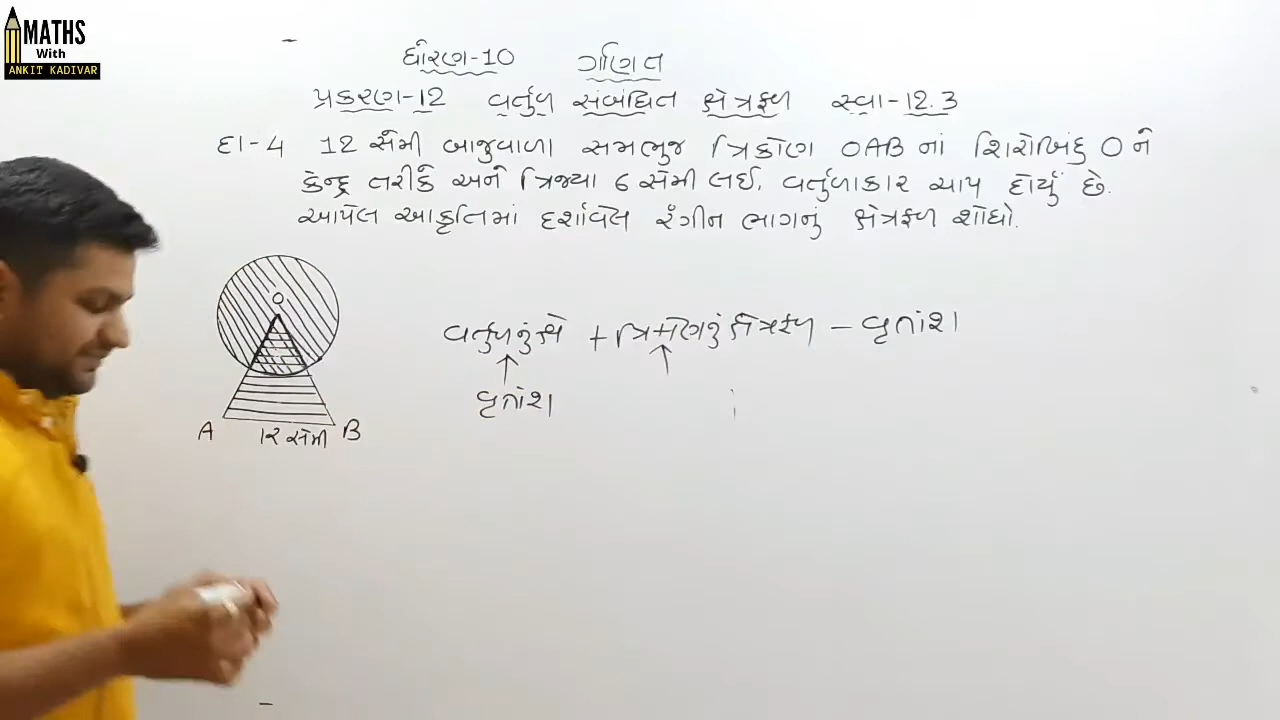 MATHS
With
ANKIT KADIVAR
ધોરણ-10 ગણિત
પ્રકરણ-12 વર્તુળ સંબંધિત ક્ષેત્રફળ સ્વા-12.3
દા-4 12 સેમી બાજુવાળા સમભુજ ત્રિકોણ OAB નાં શિરોબિંદુ O ને
કેન્દ્ર તરીકે અને ત્રિજ્યા 6 સેમી લઈ, વર્તુળાકાર ચાપ દોર્યું છે.
આપેલ આકૃતિમાં દર્શાવેલ રંગીન ભાગનું ક્ષેત્રફળ શોધો.
O
વર્તુળનું ક્ષે + ત્રિકોણનું ક્ષેત્રફળ - વૃતાંશ
વૃતાંશ
A 12 સેમી B